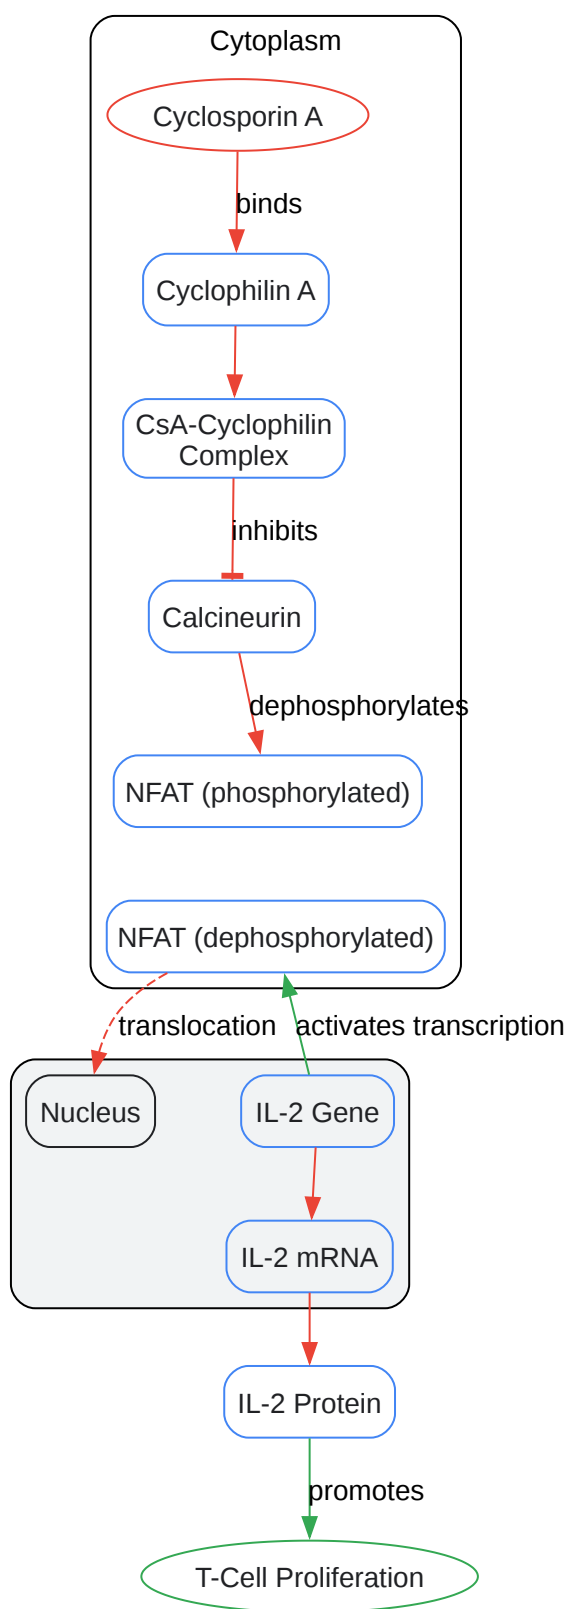 Cytoplasm
Cyclosporin A
binds
Cyclophilin A
CsA-Cyclophilin
Complex
inhibits
Calcineurin
dephosphorylates
NFAT (phosphorylated)
NFAT (dephosphorylated)
translocation
activates transcription
Nucleus
IL-2 Gene
IL-2 mRNA
IL-2 Protein
promotes
T-Cell Proliferation